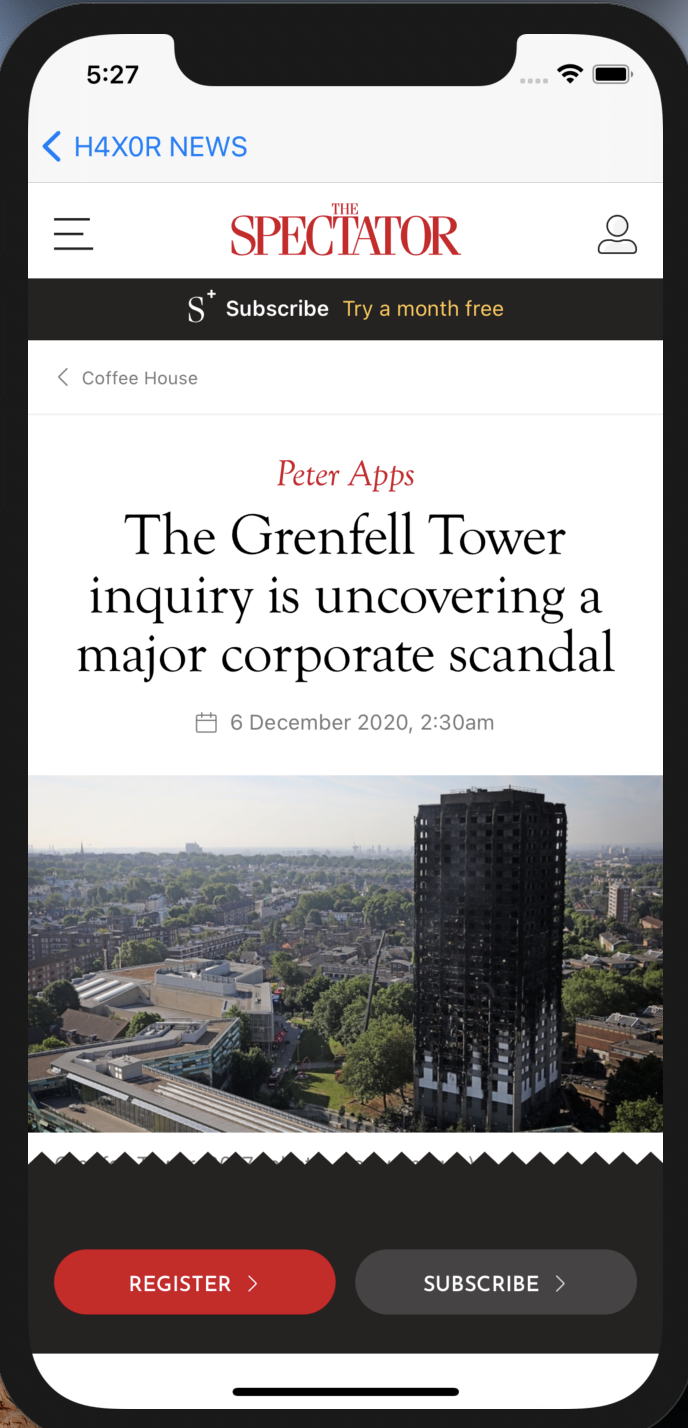 5:27
H4X0R NEWS
THE
SPECTATOR
S+ Subscribe Try a month free
Coffee House
Peter Apps
The Grenfell Tower
inquiry is uncovering a
major corporate scandal
6 December 2020, 2:30am
REGISTER
SUBSCRIBE